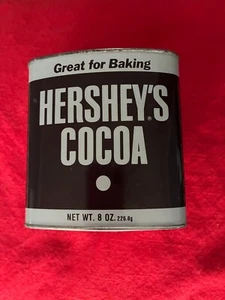 Great for Baking
HERSHEY'S
COCOA
NET WT. 8 OZ. 226.8g